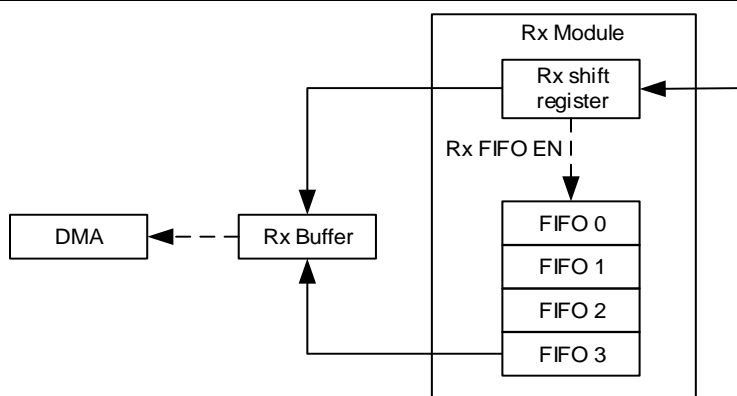 Rx Module
Rx shift
register
Rx FIFO EN
DMA
Rx Buffer
FIFO 0
FIFO 1
FIFO 2
FIFO 3